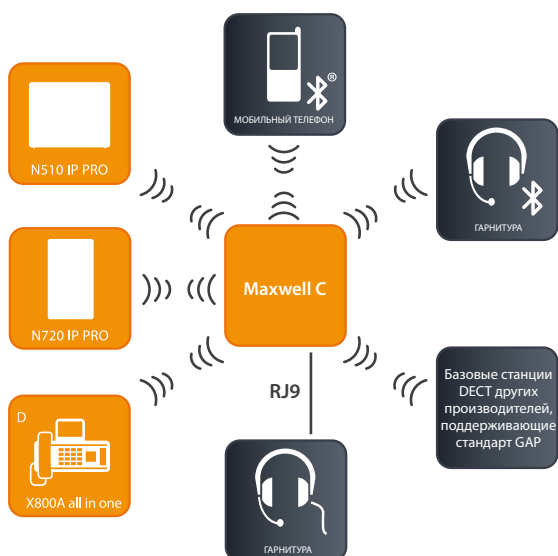 ®
МОБИЛЬНЫЙ ТЕЛЕФОН
N510 IP PRO
ГАРНИТУРА
Maxwell C
N720 IP PRO
RJ9
Базовые станции
DECT других
производителей,
поддерживающие
стандарт GAP
D
X800A all in one
ГАРНИТУРА